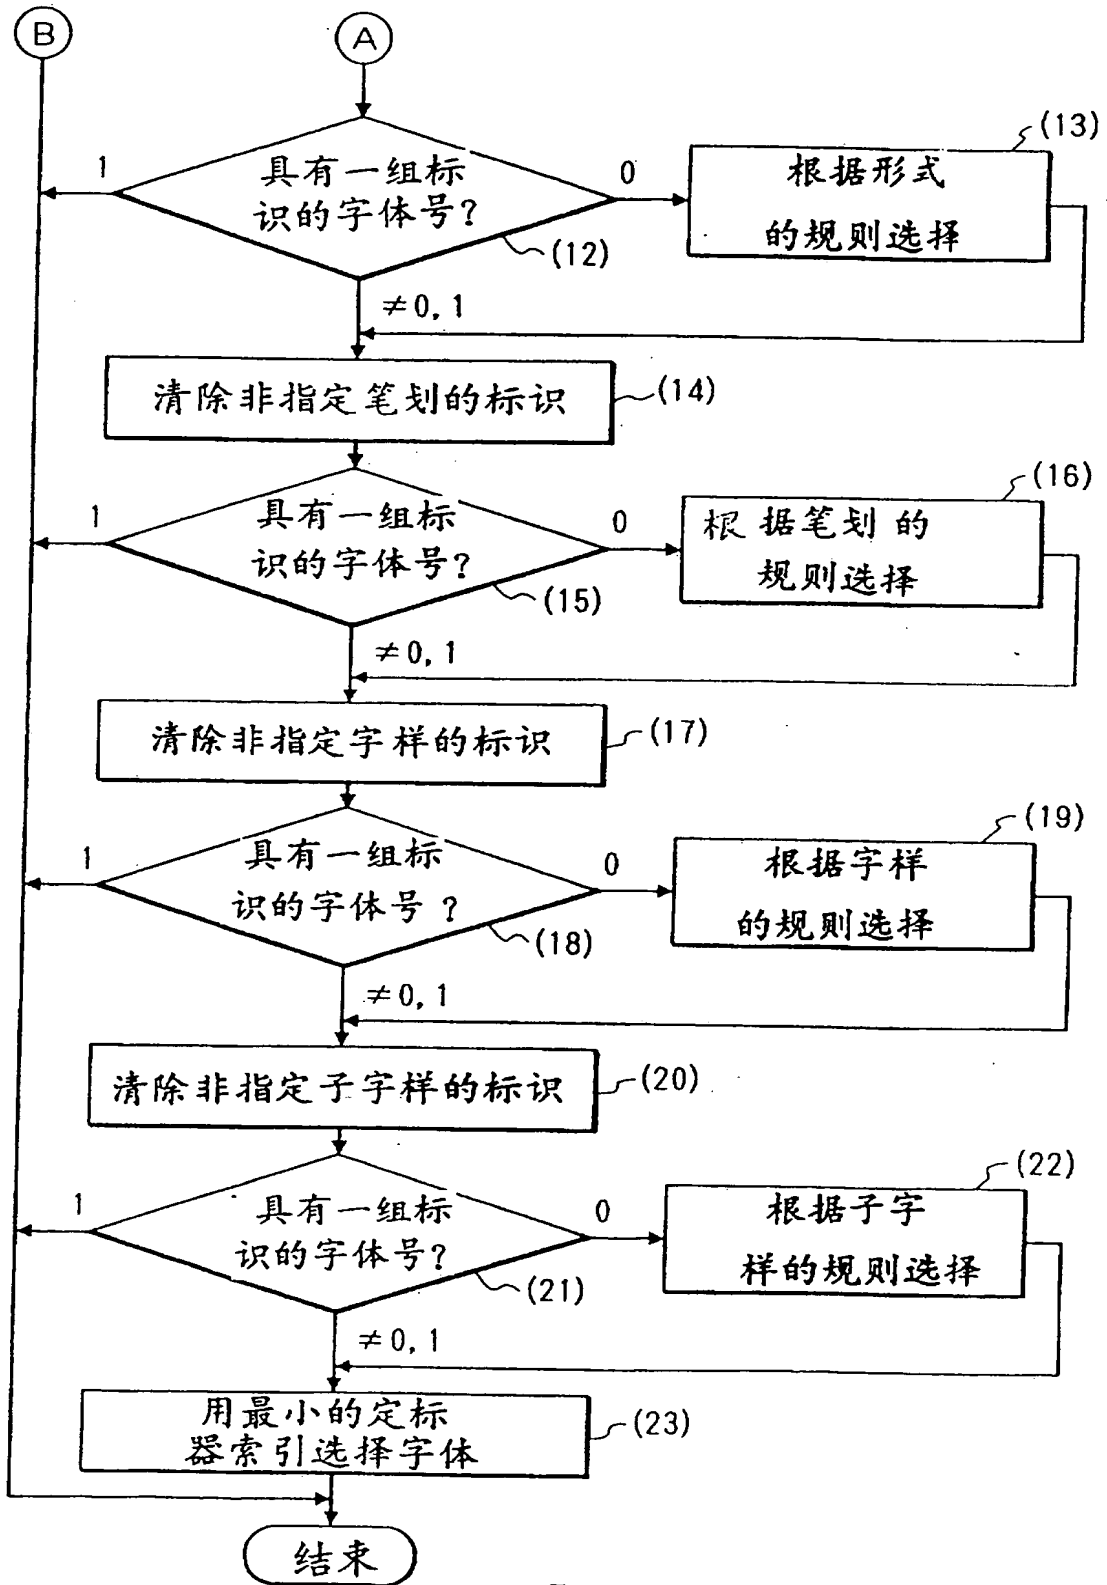 B
A
具有一组标
识的字体号?
1
0
(12)
≠0,1
(13)
根据形式
的规则选择
清除非指定笔划的标识
(14)
具有一组标
识的字体号?
1
0
(15)
≠0,1
(16)
根据笔划的
规则选择
清除非指定字样的标识
(17)
具有一组标
识的字体号?
1
0
(18)
≠0,1
(19)
根据字样
的规则选择
清除非指定子字样的标识
(20)
具有一组标
识的字体号?
1
0
(21)
≠0,1
(22)
根据子字
样的规则选择
用最小的定标
器索引选择字体
(23)
结束